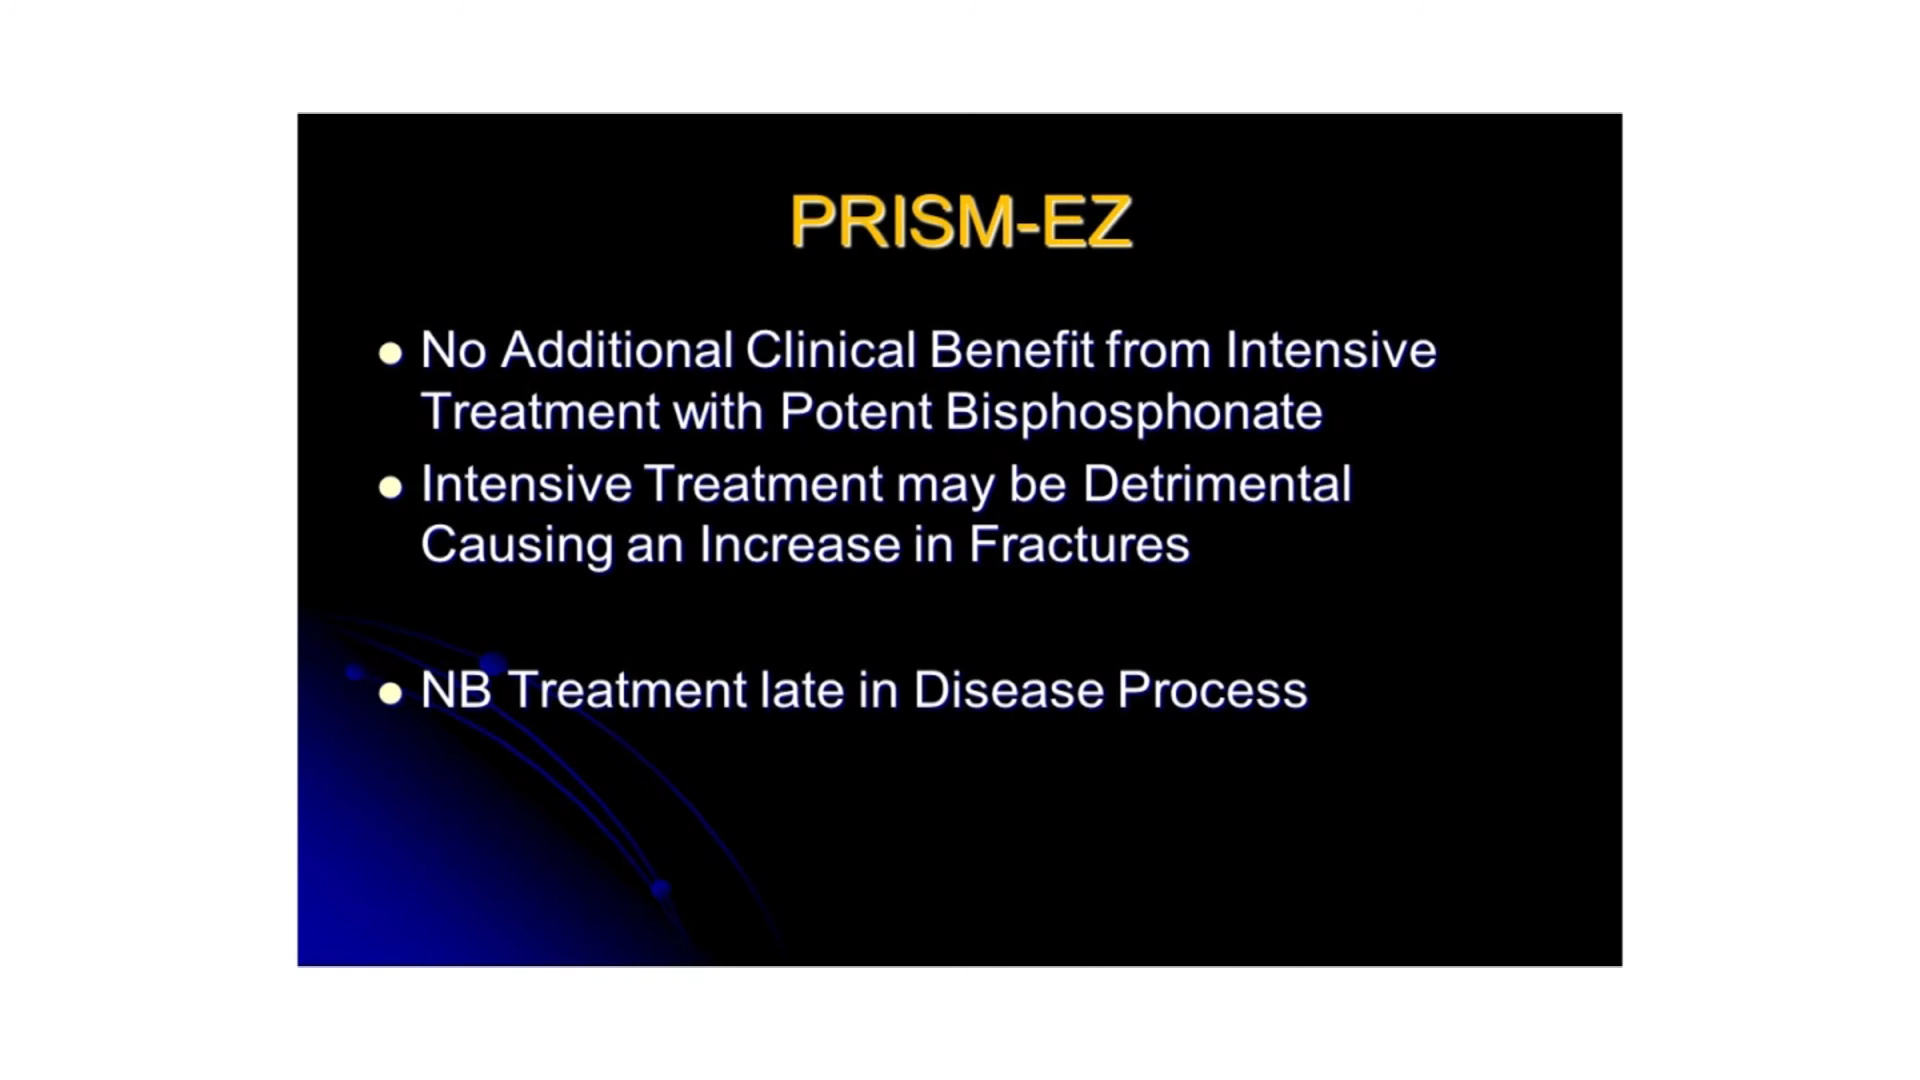 PRISM-EZ
No Additional Clinical Benefit from Intensive
Treatment with Potent Bisphosphonate
Intensive Treatment may be Detrimental
Causing an Increase in Fractures
NB Treatment late in Disease Process